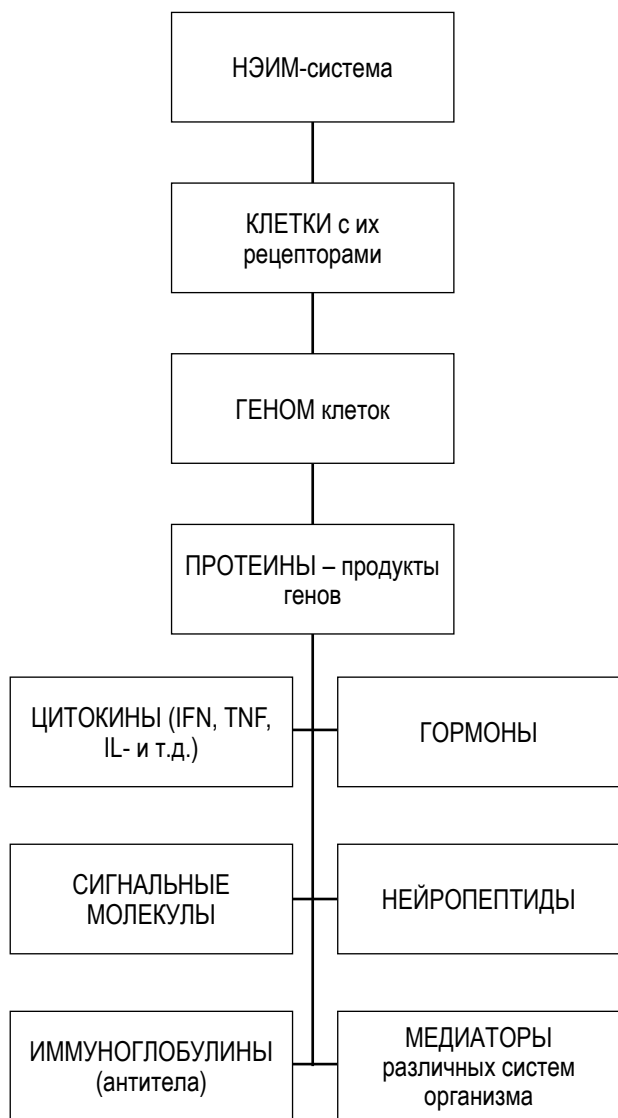 НЭИМ-система
КЛЕТКИ с их
рецепторами
ГЕНОМ клеток
ПРОТЕИНЫ – продукты
генов
ЦИТОКИНЫ (IFN, TNF,
IL- и т.д.)
ГОРМОНЫ
СИГНАЛЬНЫЕ
МОЛЕКУЛЫ
НЕЙРОПЕПТИДЫ
ИММУНОГЛОБУЛИНЫ
(антитела)
МЕДИАТОРЫ
различных систем
организма